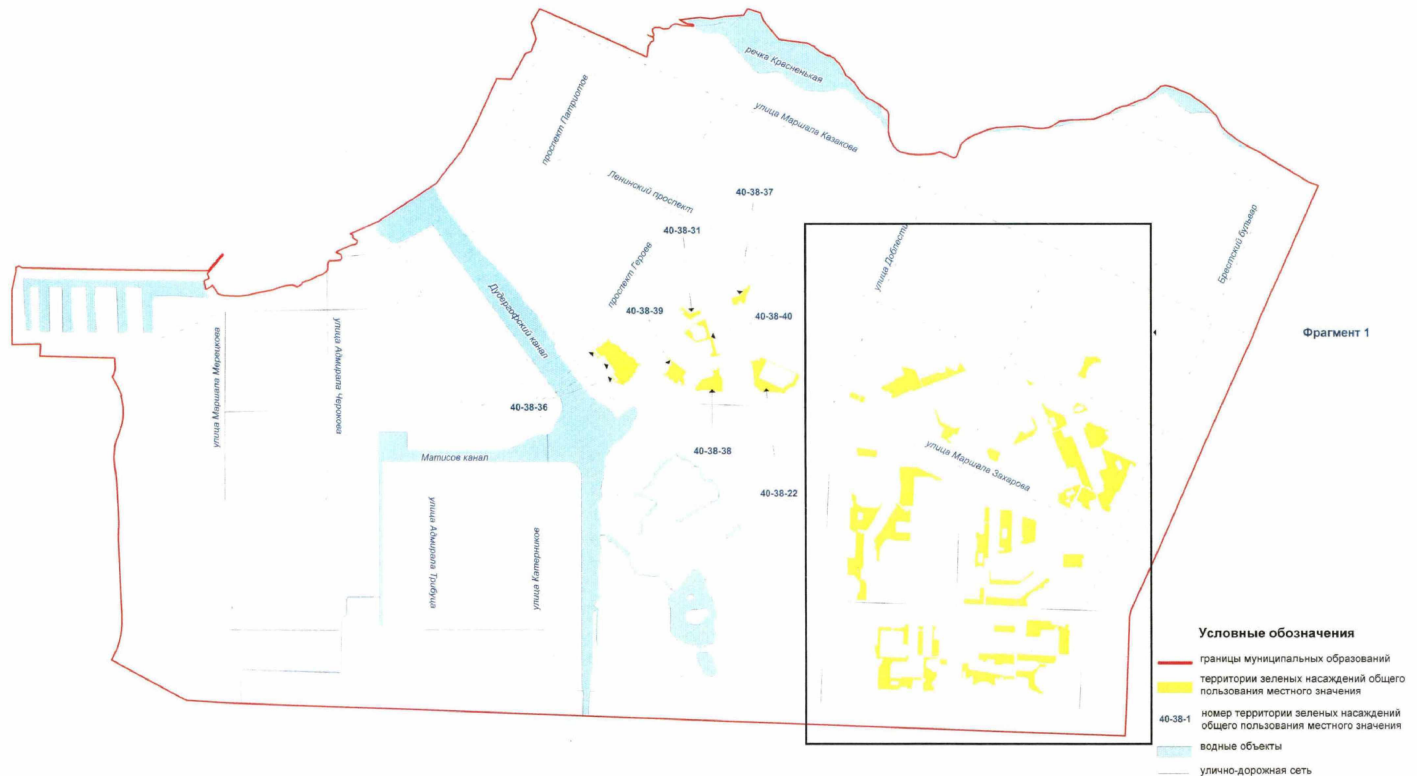 речка Красненькая
проспект Патриотов
улица Маршала Казакова
Ленинский проспект
40-38-37
40-38-31
проспект Героев
улица Доблести
Брестский бульвар
40-38-39
40-38-40
Дудергофский канал
Фрагмент 1
улица Маршала Мерецкова
улица Адмирала Черокова
40-38-36
40-38-38
Матисов канал
улица Маршала Захарова
40-38-22
улица Адмирала Трибуца
улица Катерников
Условные обозначения
границы муниципальных образований
территории зеленых насаждений общего
пользования местного значения
40-38-1
номер территории зеленых насаждений
общего пользования местного значения
водные объекты
улично-дорожная сеть